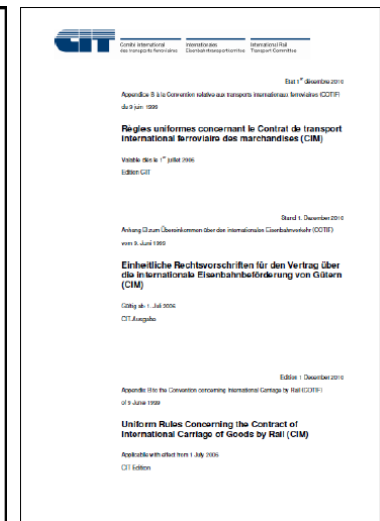 CIT
Comité international
des transports ferroviaires
Internationales
Eisenbahntransportkomitee
International Rail
Transport Committee
Etat 1er décembre 2010
Appendice B à la Convention relative aux transports internationaux ferroviaires (COTIF)
du 9 juin 1999
Règles uniformes concernant le Contrat de transport
international ferroviaire des marchandises (CIM)
Valable dès le 1er juillet 2006
Edition CIT
Stand 1. Dezember 2010
Anhang B zum Übereinkommen über den internationalen Eisenbahnverkehr (COTIF)
vom 9. Juni 1999
Einheitliche Rechtsvorschriften für den Vertrag über
die internationale Eisenbahnbeförderung von Gütern
(CIM)
Gültig ab 1. Juli 2006
CIT-Ausgabe
Edition 1 December 2010
Appendix B to the Convention concerning International Carriage by Rail (COTIF)
of 9 June 1999
Uniform Rules Concerning the Contract of
International Carriage of Goods by Rail (CIM)
Applicable with effect from 1 July 2006
CIT Edition